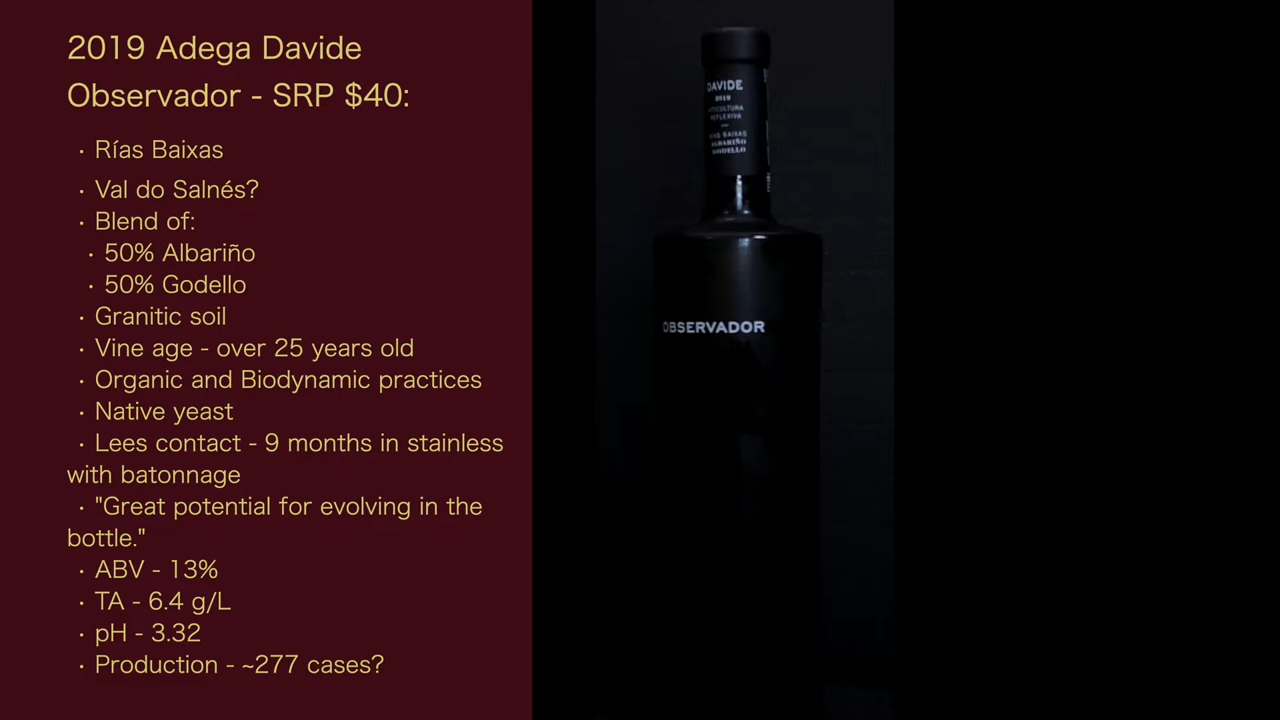 2019 Adega Davide
Observador - SRP $40:
· Rías Baixas
· Val do Salnés?
· Blend of:
· 50% Albariño
· 50% Godello
· Granitic soil
· Vine age - over 25 years old
· Organic and Biodynamic practices
· Native yeast
· Lees contact - 9 months in stainless
with batonnage
· "Great potential for evolving in the
bottle."
· ABV - 13%
· TA - 6.4 g/L
· pH - 3.32
· Production - ~277 cases?
DAVIDE
2019
ALBARIÑO
GODELLO
OBSERVADOR